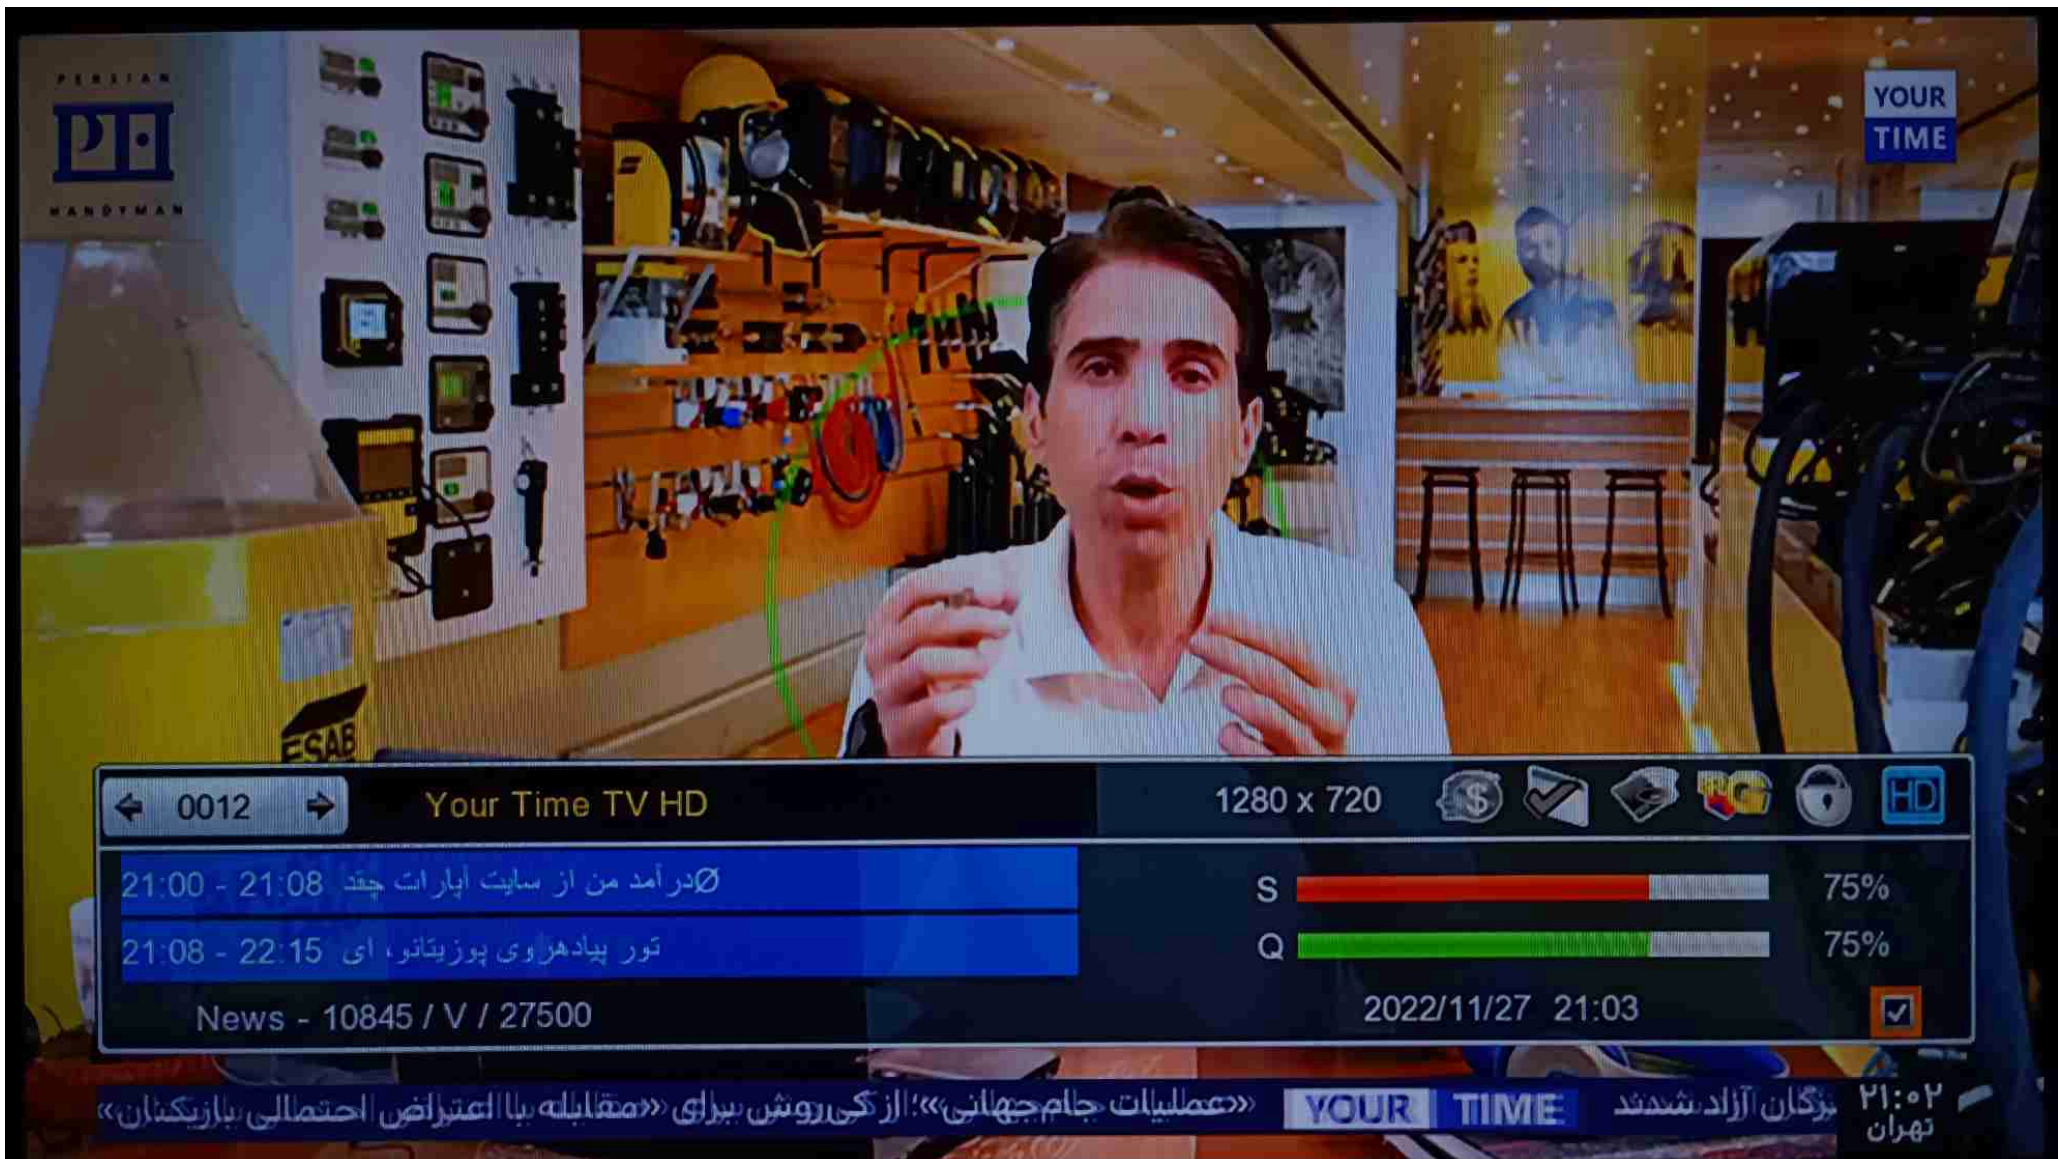 PERSIAN
HANDYMAN
YOUR
TIME
ESAB
0012
Your Time TV HD
1280 x 720
HD
21:00 - 21:08 درآمد من از سایت آپارات چقد
S 75%
21:08 - 22:15 تور پیادهروی پوزیتانو، ای
Q 75%
News - 10845 / V / 27500
2022/11/27 21:03
آزاد شدند YOUR TIME «عملیات جام‌جهانی»؛ از کی‌روش برای «مقابله با اعتراض احتمالی بازیکنان»
۲۱:۰۲
تهران